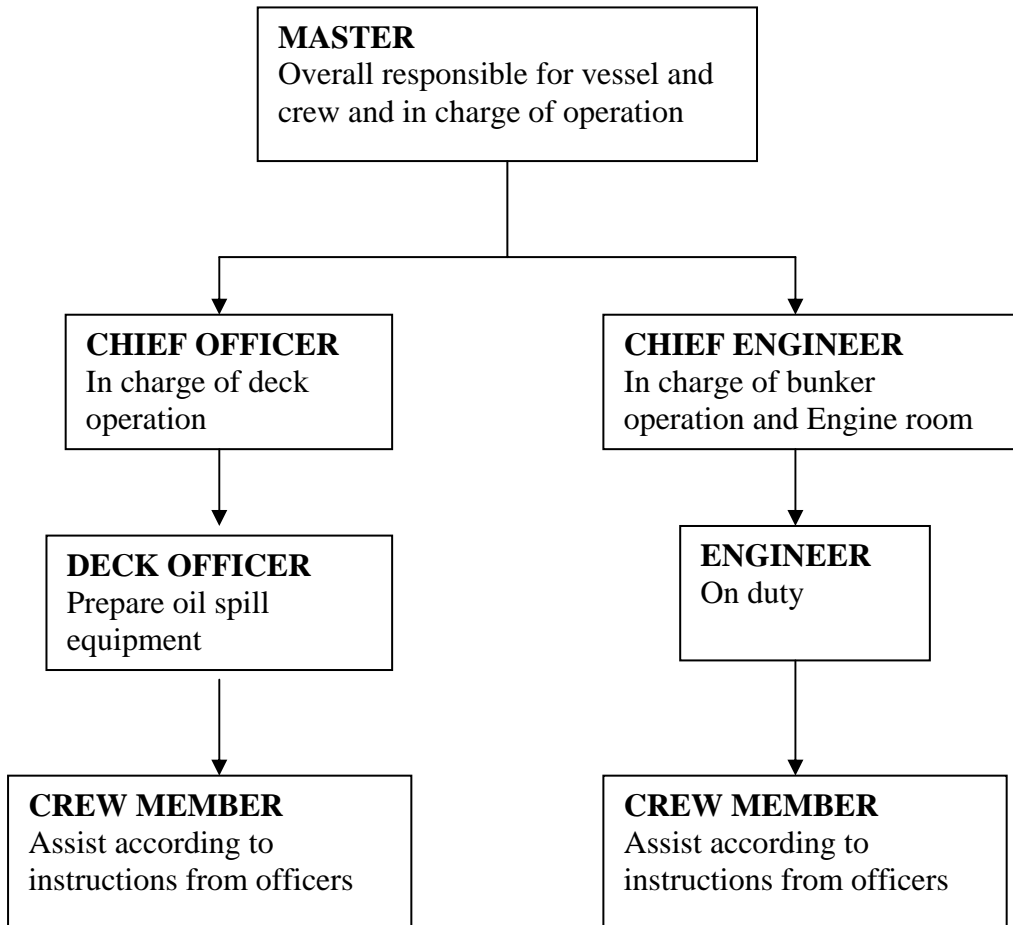 MASTER
Overall responsible for vessel and
crew and in charge of operation
CHIEF OFFICER
In charge of deck
operation
CHIEF ENGINEER
In charge of bunker
operation and Engine room
DECK OFFICER
Prepare oil spill
equipment
ENGINEER
On duty
CREW MEMBER
Assist according to
instructions from officers
CREW MEMBER
Assist according to
instructions from officers